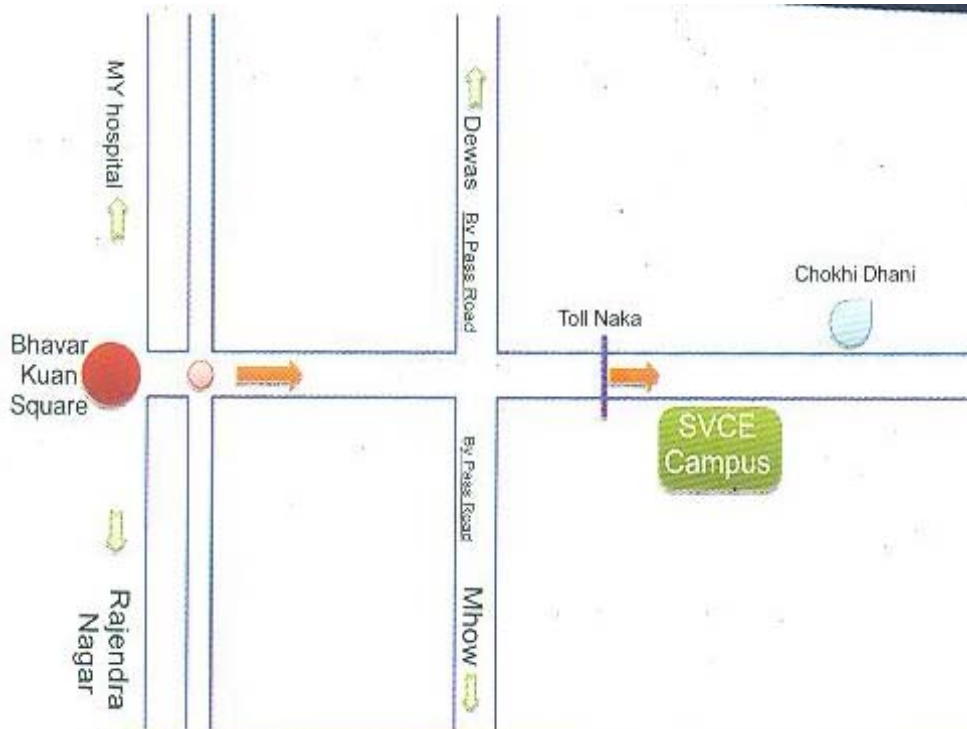 MY hospital
Dewas By Pass Road
Chokhi Dhani
Toll Naka
Bhavar
Kuan
Square
SVCE
Campus
By Pass Road
Mhow
Rajendra
Nagar